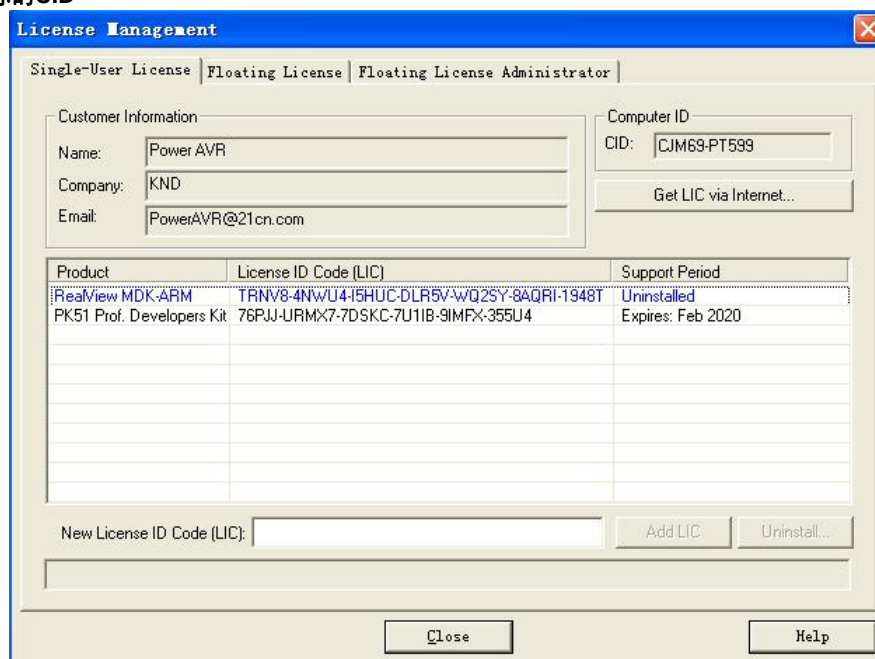 CID
License Management
Single-User License Floating License Floating License Administrator
Customer Information
Name: Power AVR
Company: KND
Email: PowerAVR@21cn.com
Computer ID
CID: CJM69-PT599
Get LIC via Internet...
Product License ID Code (LIC) Support Period
RealView MDK-ARM TRNV8-4NWU4-I5HUC-DLR5V-WQ2SY-8AQRI-1948T Uninstalled
PK51 Prof. Developers Kit 76PJJ-URMX7-7DSKC-7U1IB-9IMFX-355U4 Expires: Feb 2020
New License ID Code (LIC):
Add LIC Uninstall...
Close Help